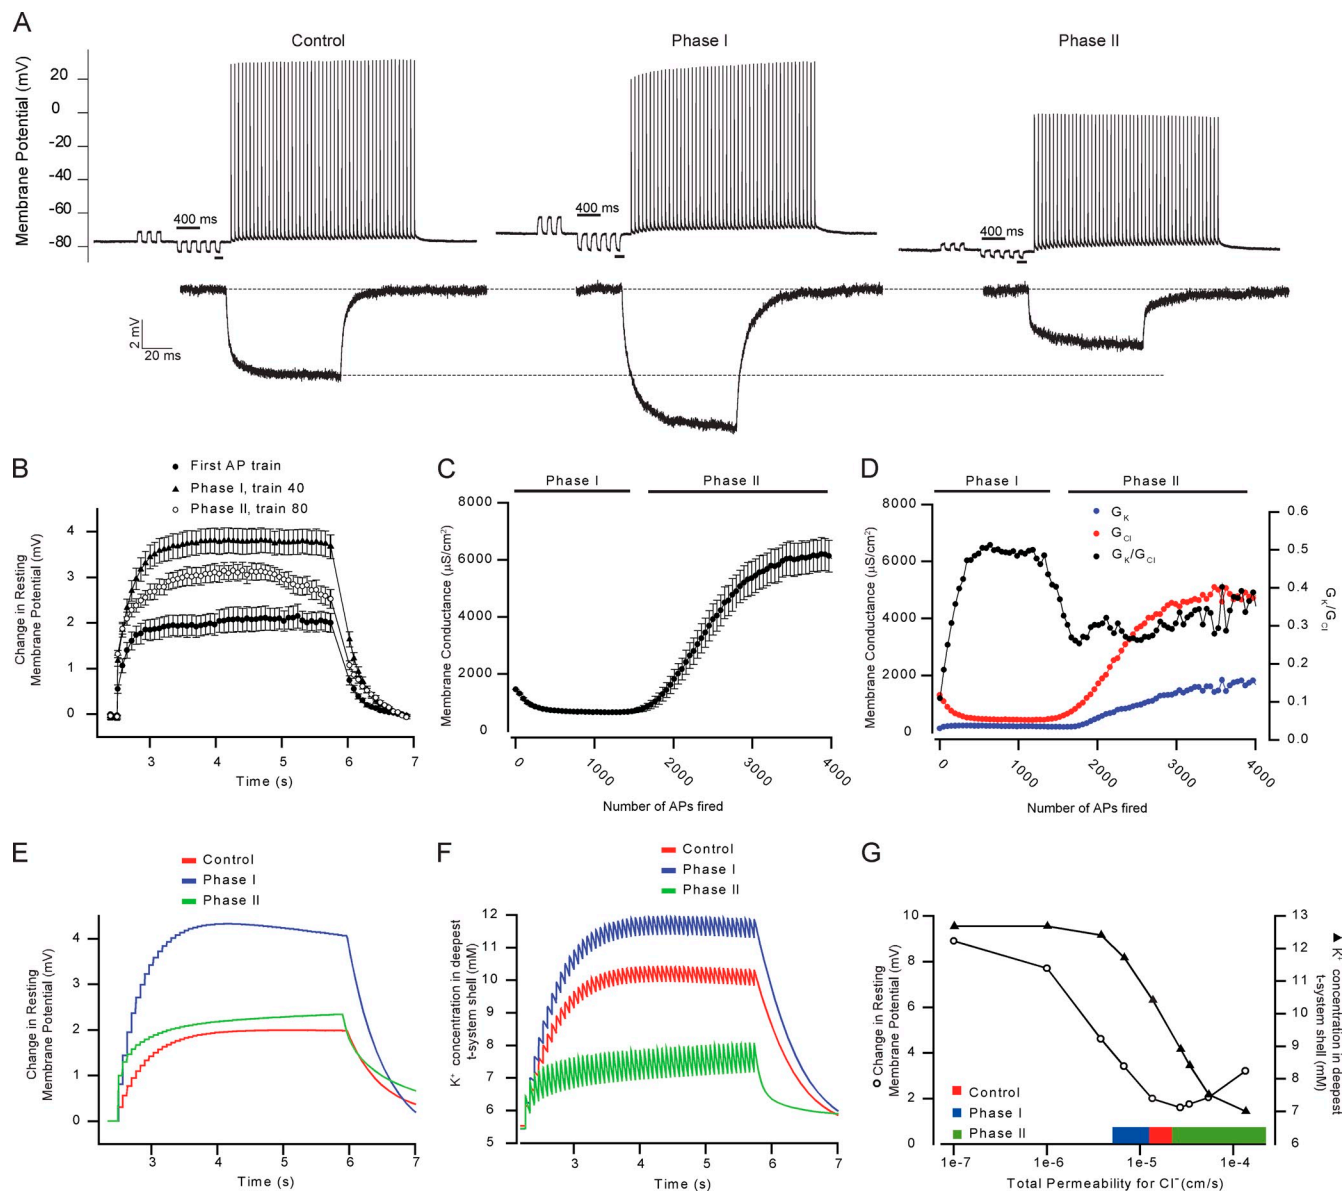 A
Control
Phase I
Phase II
Membrane Potential (mV)
20
0
-20
-40
-60
-80
400 ms
400 ms
400 ms
2 mV
20 ms
B
First AP train
Phase I, train 40
Phase II, train 80
Change in Resting
Membrane Potential (mV)
4
3
2
1
0
3 4 5 6 7
Time (s)
C
Phase I
Phase II
Membrane Conductance (µS/cm²)
8000
6000
4000
2000
0
0 1000 2000 3000 4000
Number of APs fired
D
Phase I
Phase II
G_K
G_Cl
G_K/G_Cl
Membrane Conductance (µS/cm²)
8000
6000
4000
2000
0
0.6
0.5
0.4
0.3
0.2
0.1
0.0
G_K/G_Cl
0 1000 2000 3000 4000
Number of APs fired
E
Control
Phase I
Phase II
Change in Resting
Membrane Potential (mV)
4
2
0
3 4 5 6 7
Time (s)
F
Control
Phase I
Phase II
K⁺ concentration in deepest
t-system shell (mM)
12
11
10
9
8
7
6
5
3 4 5 6 7
Time (s)
G
Change in Resting
Membrane Potential (mV)
10
8
6
4
2
0
13
12
11
10
9
8
7
6
K⁺ concentration in deepest
t-system shell (mM)
Control
Phase I
Phase II
1e-7 1e-6 1e-5 1e-4
Total Permeability for Cl⁻(cm/s)